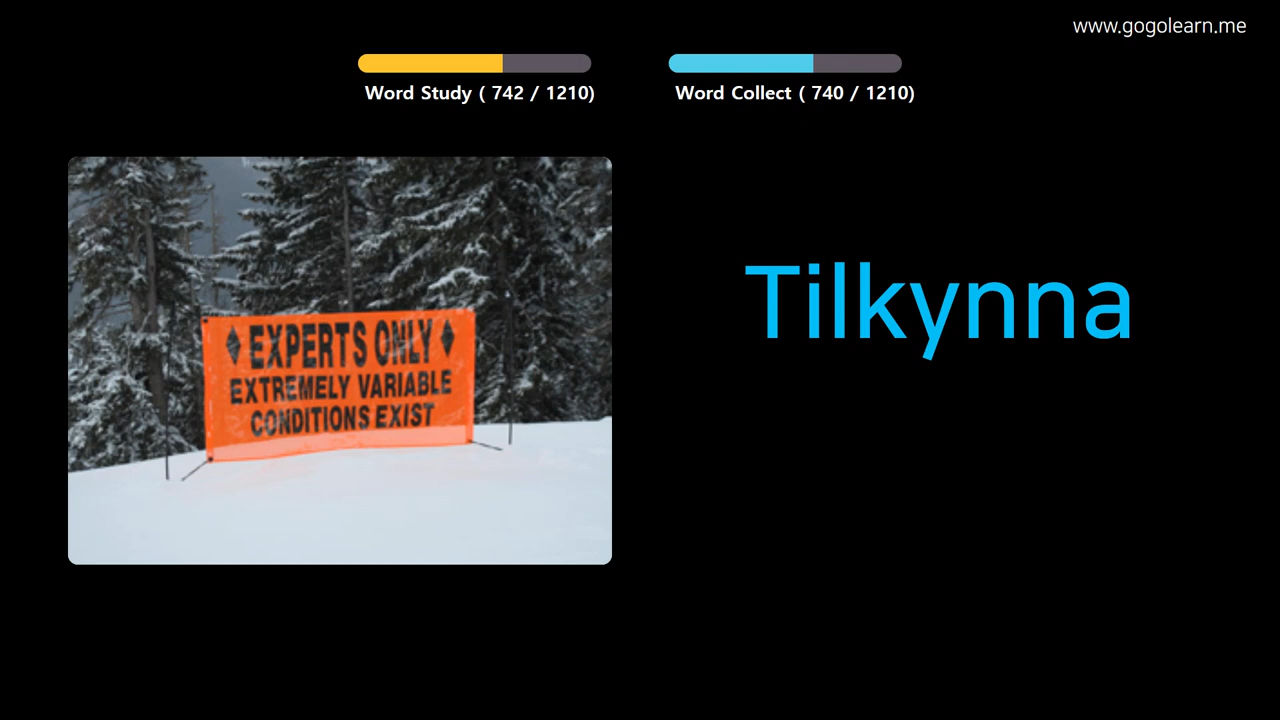 www.gogolearn.me
Word Study ( 742 / 1210)
Word Collect ( 740 / 1210)
EXPERTS ONLY
EXTREMELY VARIABLE
CONDITIONS EXIST
Tilkynna